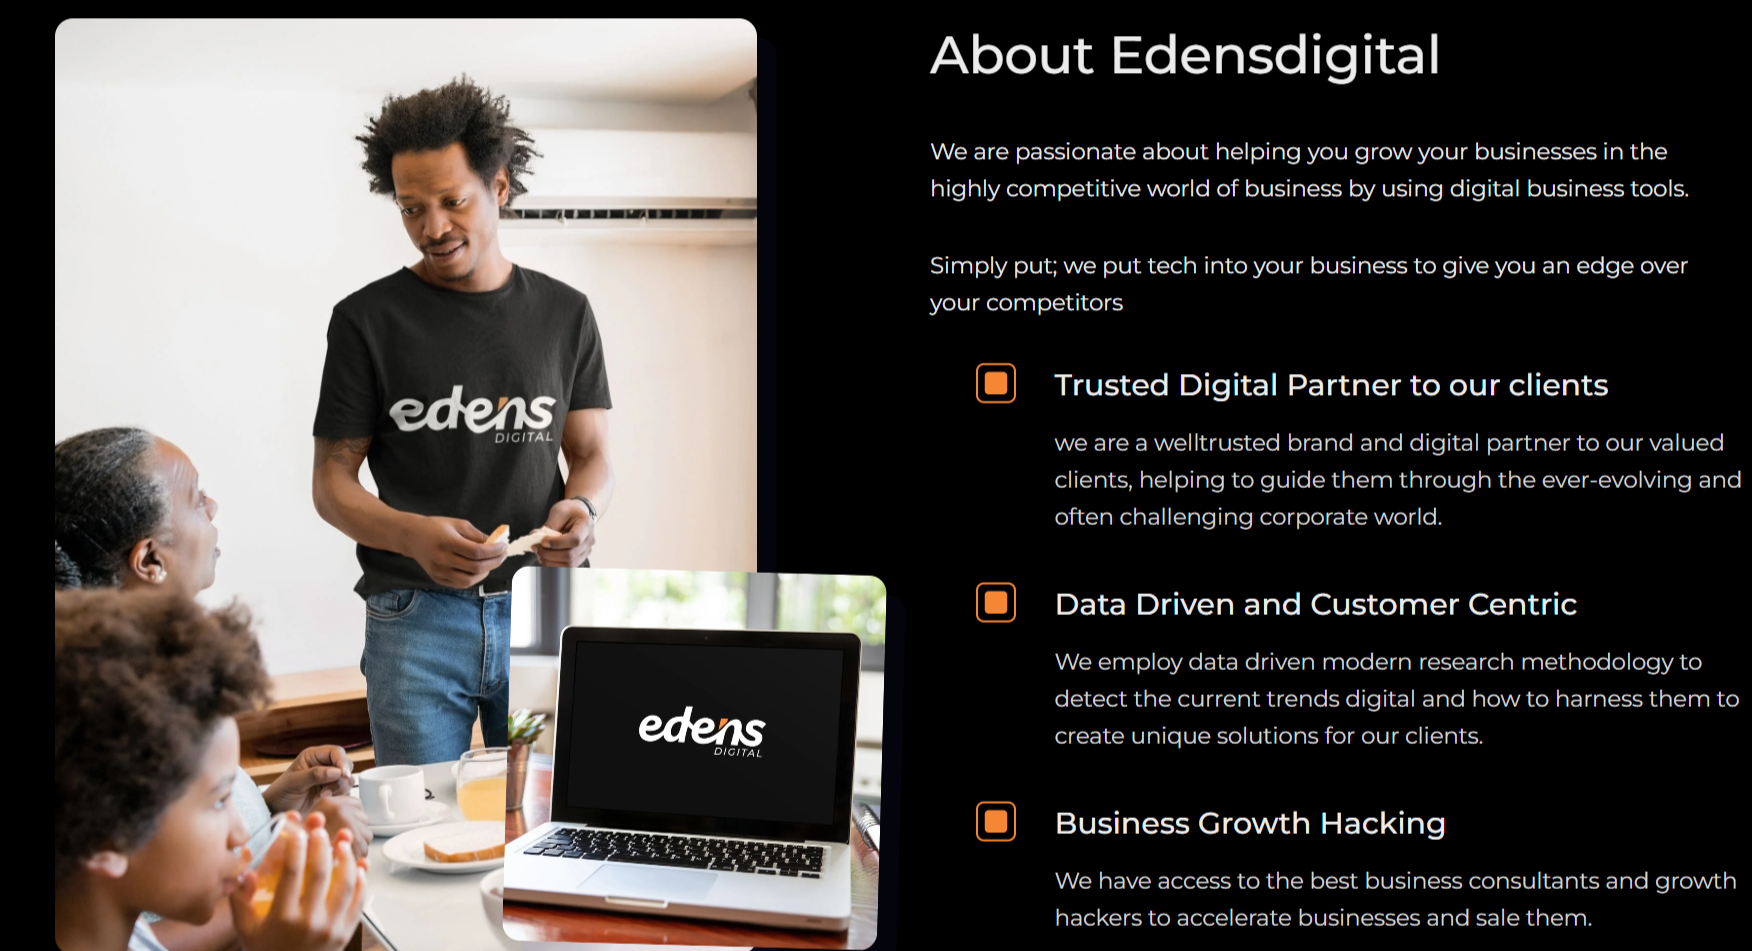 About Edensdigital
We are passionate about helping you grow your businesses in the
highly competitive world of business by using digital business tools.
Simply put; we put tech into your business to give you an edge over
your competitors
Trusted Digital Partner to our clients
we are a welltrusted brand and digital partner to our valued
clients, helping to guide them through the ever-evolving and
often challenging corporate world.
Data Driven and Customer Centric
We employ data driven modern research methodology to
detect the current trends digital and how to harness them to
create unique solutions for our clients.
Business Growth Hacking
We have access to the best business consultants and growth
hackers to accelerate businesses and sale them.
edens
DIGITAL
edens
DIGITAL